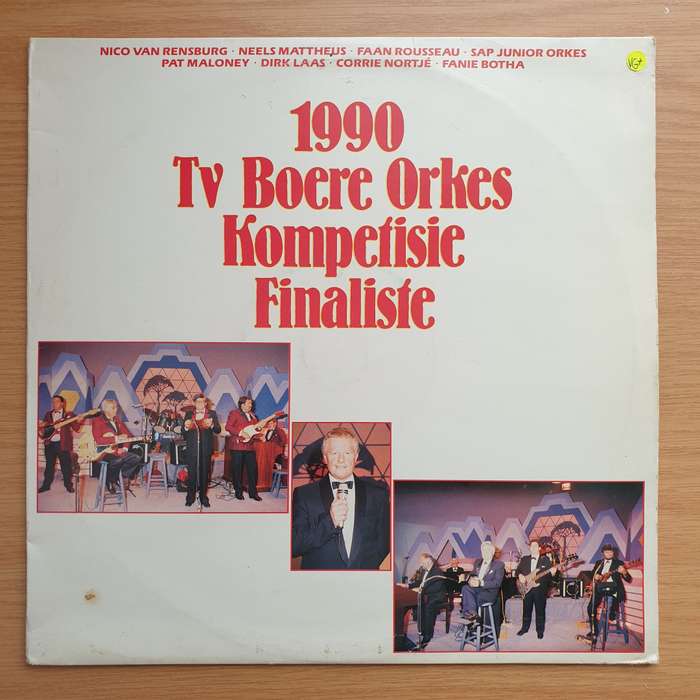 NICO VAN RENSBURG · NEELS MATTHEUS · FAAN ROUSSEAU · SAP JUNIOR ORKES
PAT MALONEY · DIRK LAAS · CORRIE NORTJÉ · FANIE BOTHA
VG+
1990
Tv Boere Orkes
Kompetisie
Finaliste